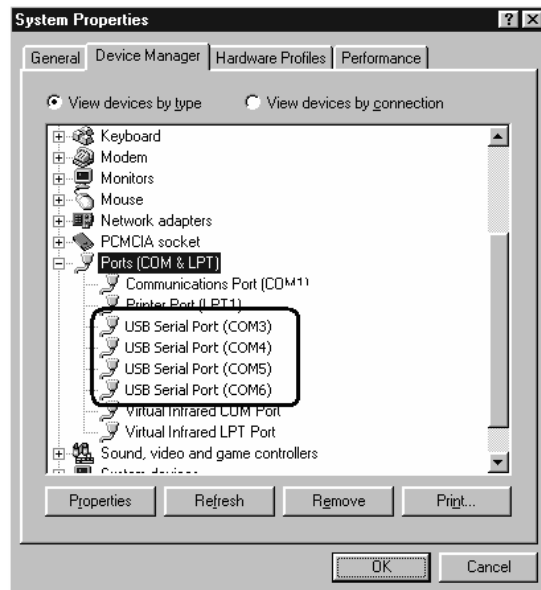 System Properties
General Device Manager Hardware Profiles Performance
View devices by type View devices by connection
Keyboard
Modem
Monitors
Mouse
Network adapters
PCMCIA socket
Ports (COM & LPT)
Communications Port (COM1)
Printer Port (LPT1)
USB Serial Port (COM3)
USB Serial Port (COM4)
USB Serial Port (COM5)
USB Serial Port (COM6)
Virtual Infrared COM Port
Virtual Infrared LPT Port
Sound, video and game controllers
System devices
Properties Refresh Remove Print...
OK Cancel